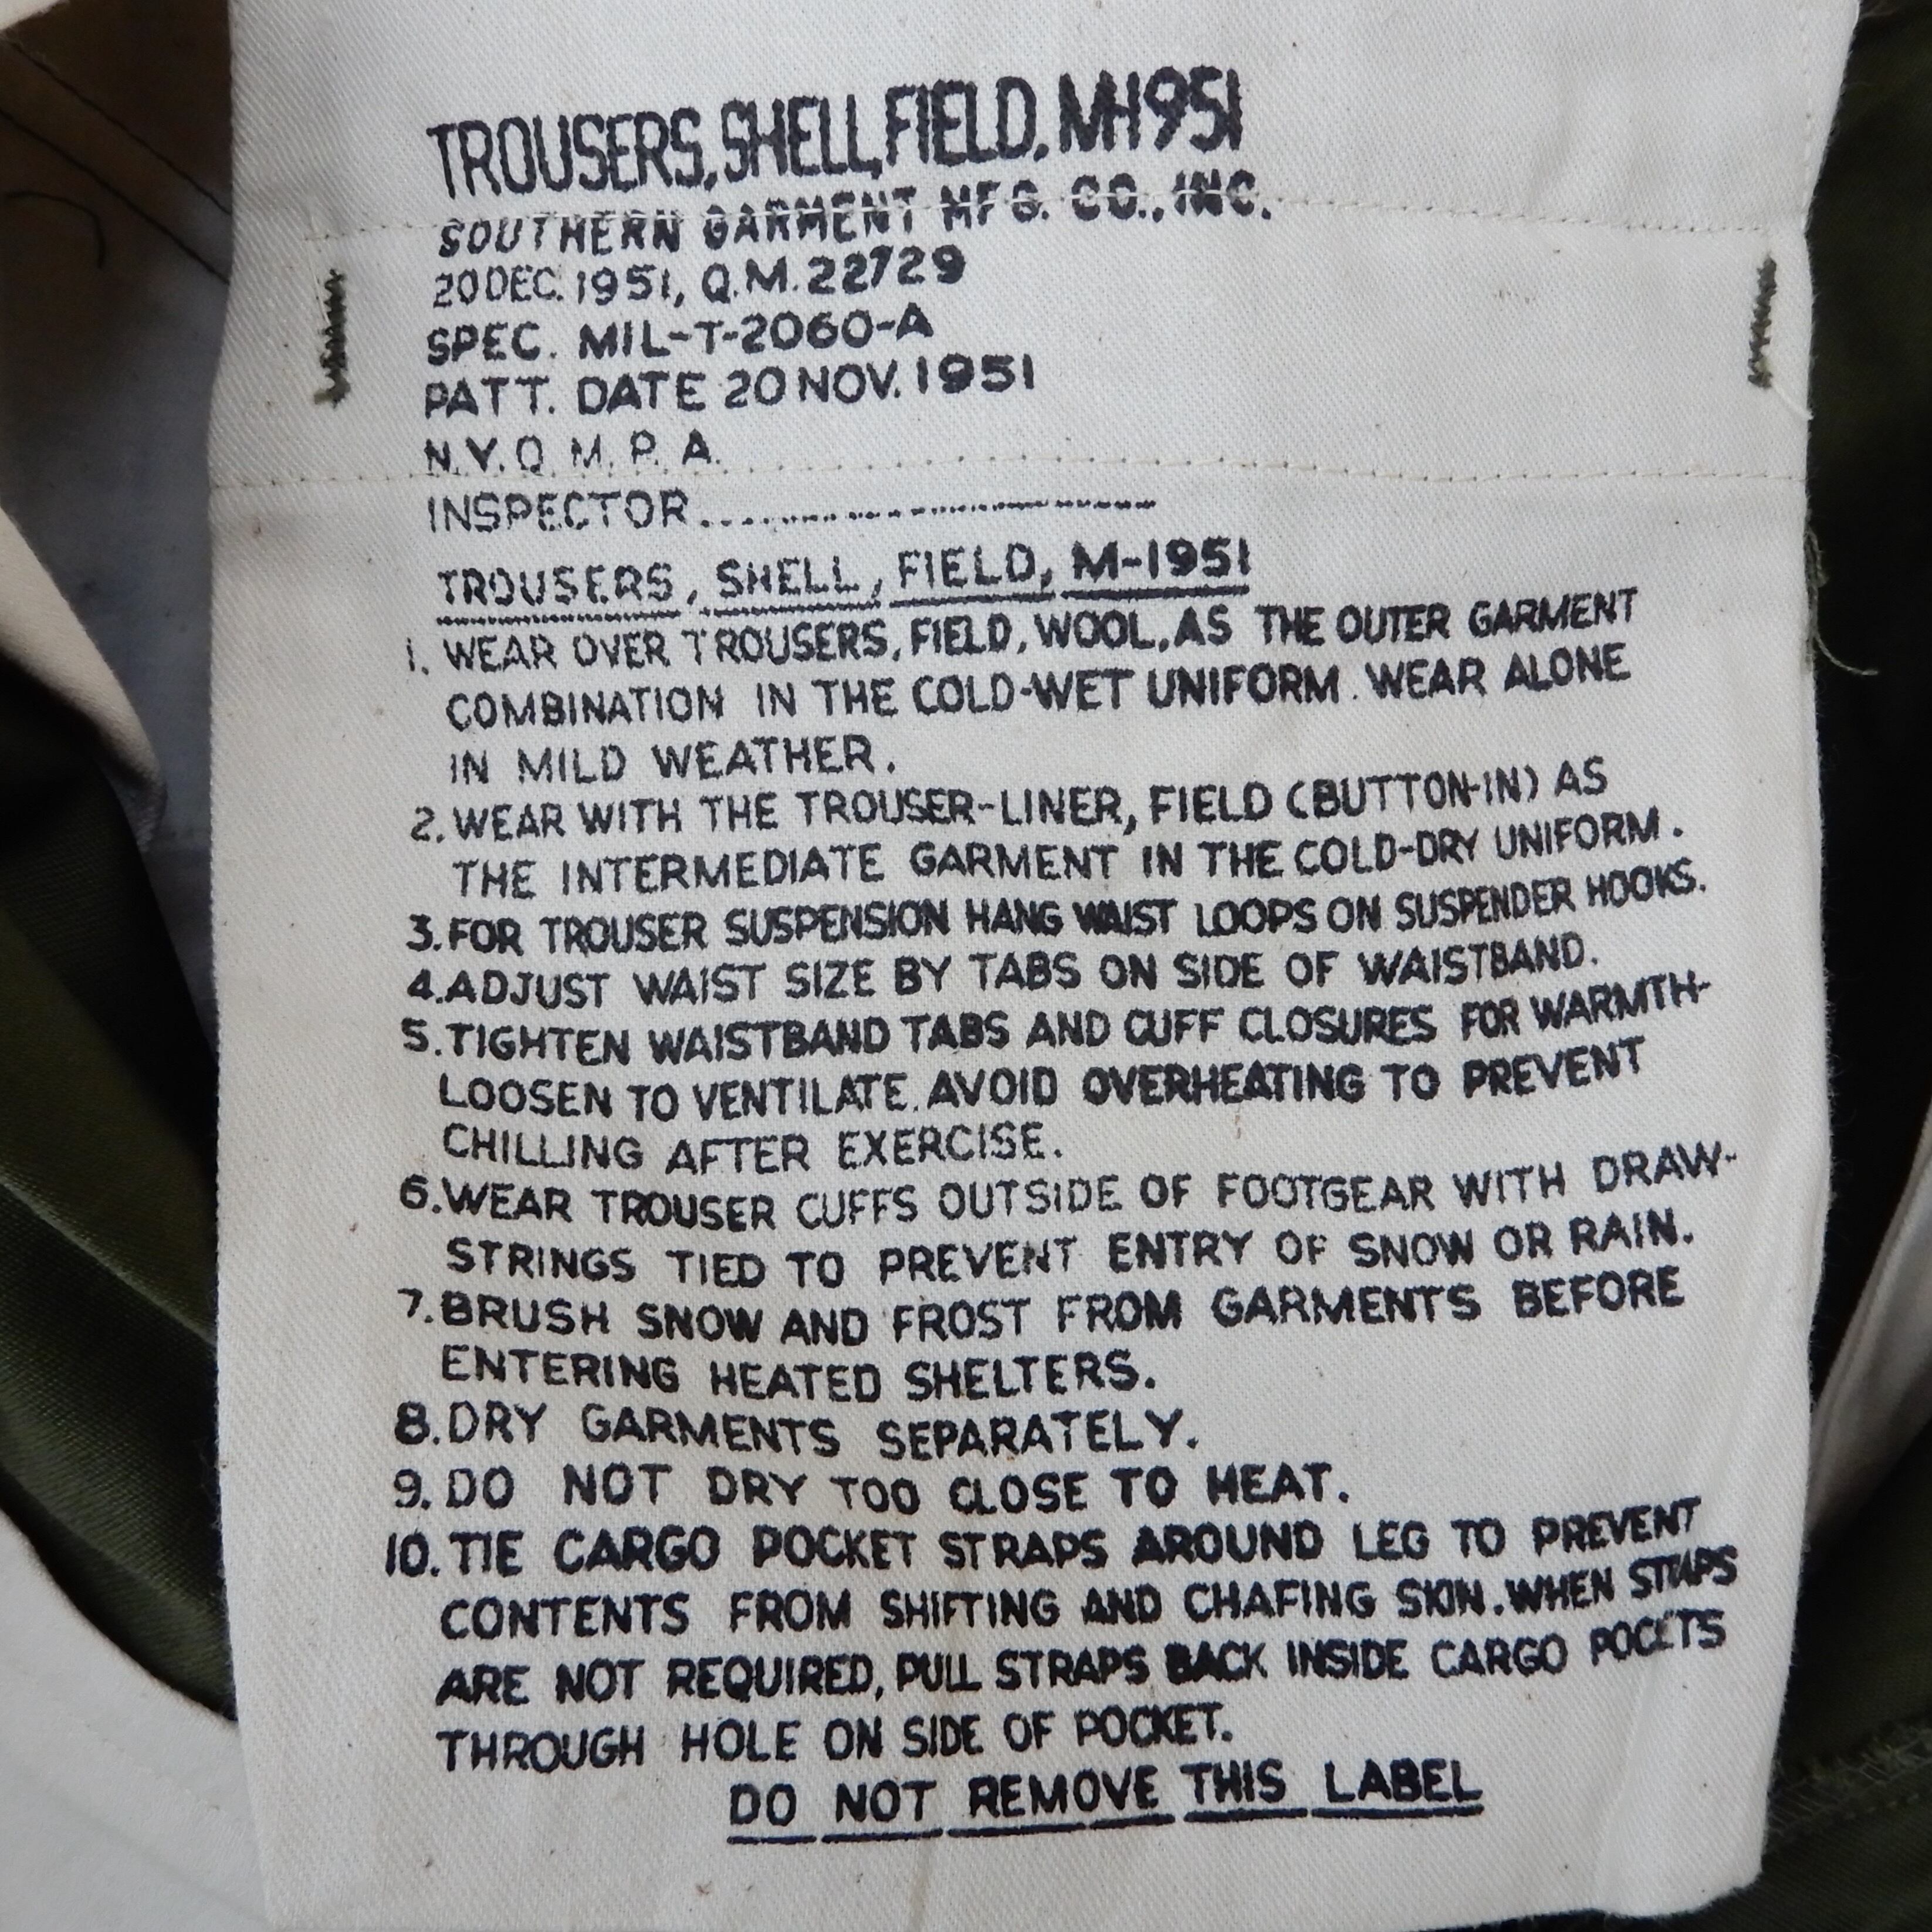 TROUSERS, SHELL, FIELD, M-1951
SOUTHERN GARMENT MFG. CO., INC.
20 DEC. 1951, Q.M. 22729
SPEC. MIL-T-2060-A
PATT. DATE 20 NOV. 1951
N.Y.Q.M.P.A.
INSPECTOR..............................
TROUSERS, SHELL, FIELD, M-1951
1. WEAR OVER TROUSERS, FIELD, WOOL, AS THE OUTER GARMENT
COMBINATION IN THE COLD-WET UNIFORM. WEAR ALONE
IN MILD WEATHER.
2. WEAR WITH THE TROUSER-LINER, FIELD (BUTTON-IN) AS
THE INTERMEDIATE GARMENT IN THE COLD-DRY UNIFORM.
3. FOR TROUSER SUSPENSION HANG WAIST LOOPS ON SUSPENDER HOOKS.
4. ADJUST WAIST SIZE BY TABS ON SIDE OF WAISTBAND.
5. TIGHTEN WAISTBAND TABS AND CUFF CLOSURES FOR WARMTH-
LOOSEN TO VENTILATE. AVOID OVERHEATING TO PREVENT
CHILLING AFTER EXERCISE.
6. WEAR TROUSER CUFFS OUTSIDE OF FOOTGEAR WITH DRAW-
STRINGS TIED TO PREVENT ENTRY OF SNOW OR RAIN.
7. BRUSH SNOW AND FROST FROM GARMENTS BEFORE
ENTERING HEATED SHELTERS.
8. DRY GARMENTS SEPARATELY.
9. DO NOT DRY TOO CLOSE TO HEAT.
10. TIE CARGO POCKET STRAPS AROUND LEG TO PREVENT
CONTENTS FROM SHIFTING AND CHAFING SKIN. WHEN STRAPS
ARE NOT REQUIRED, PULL STRAPS BACK INSIDE CARGO POCETS
THROUGH HOLE ON SIDE OF POCKET.
DO NOT REMOVE THIS LABEL